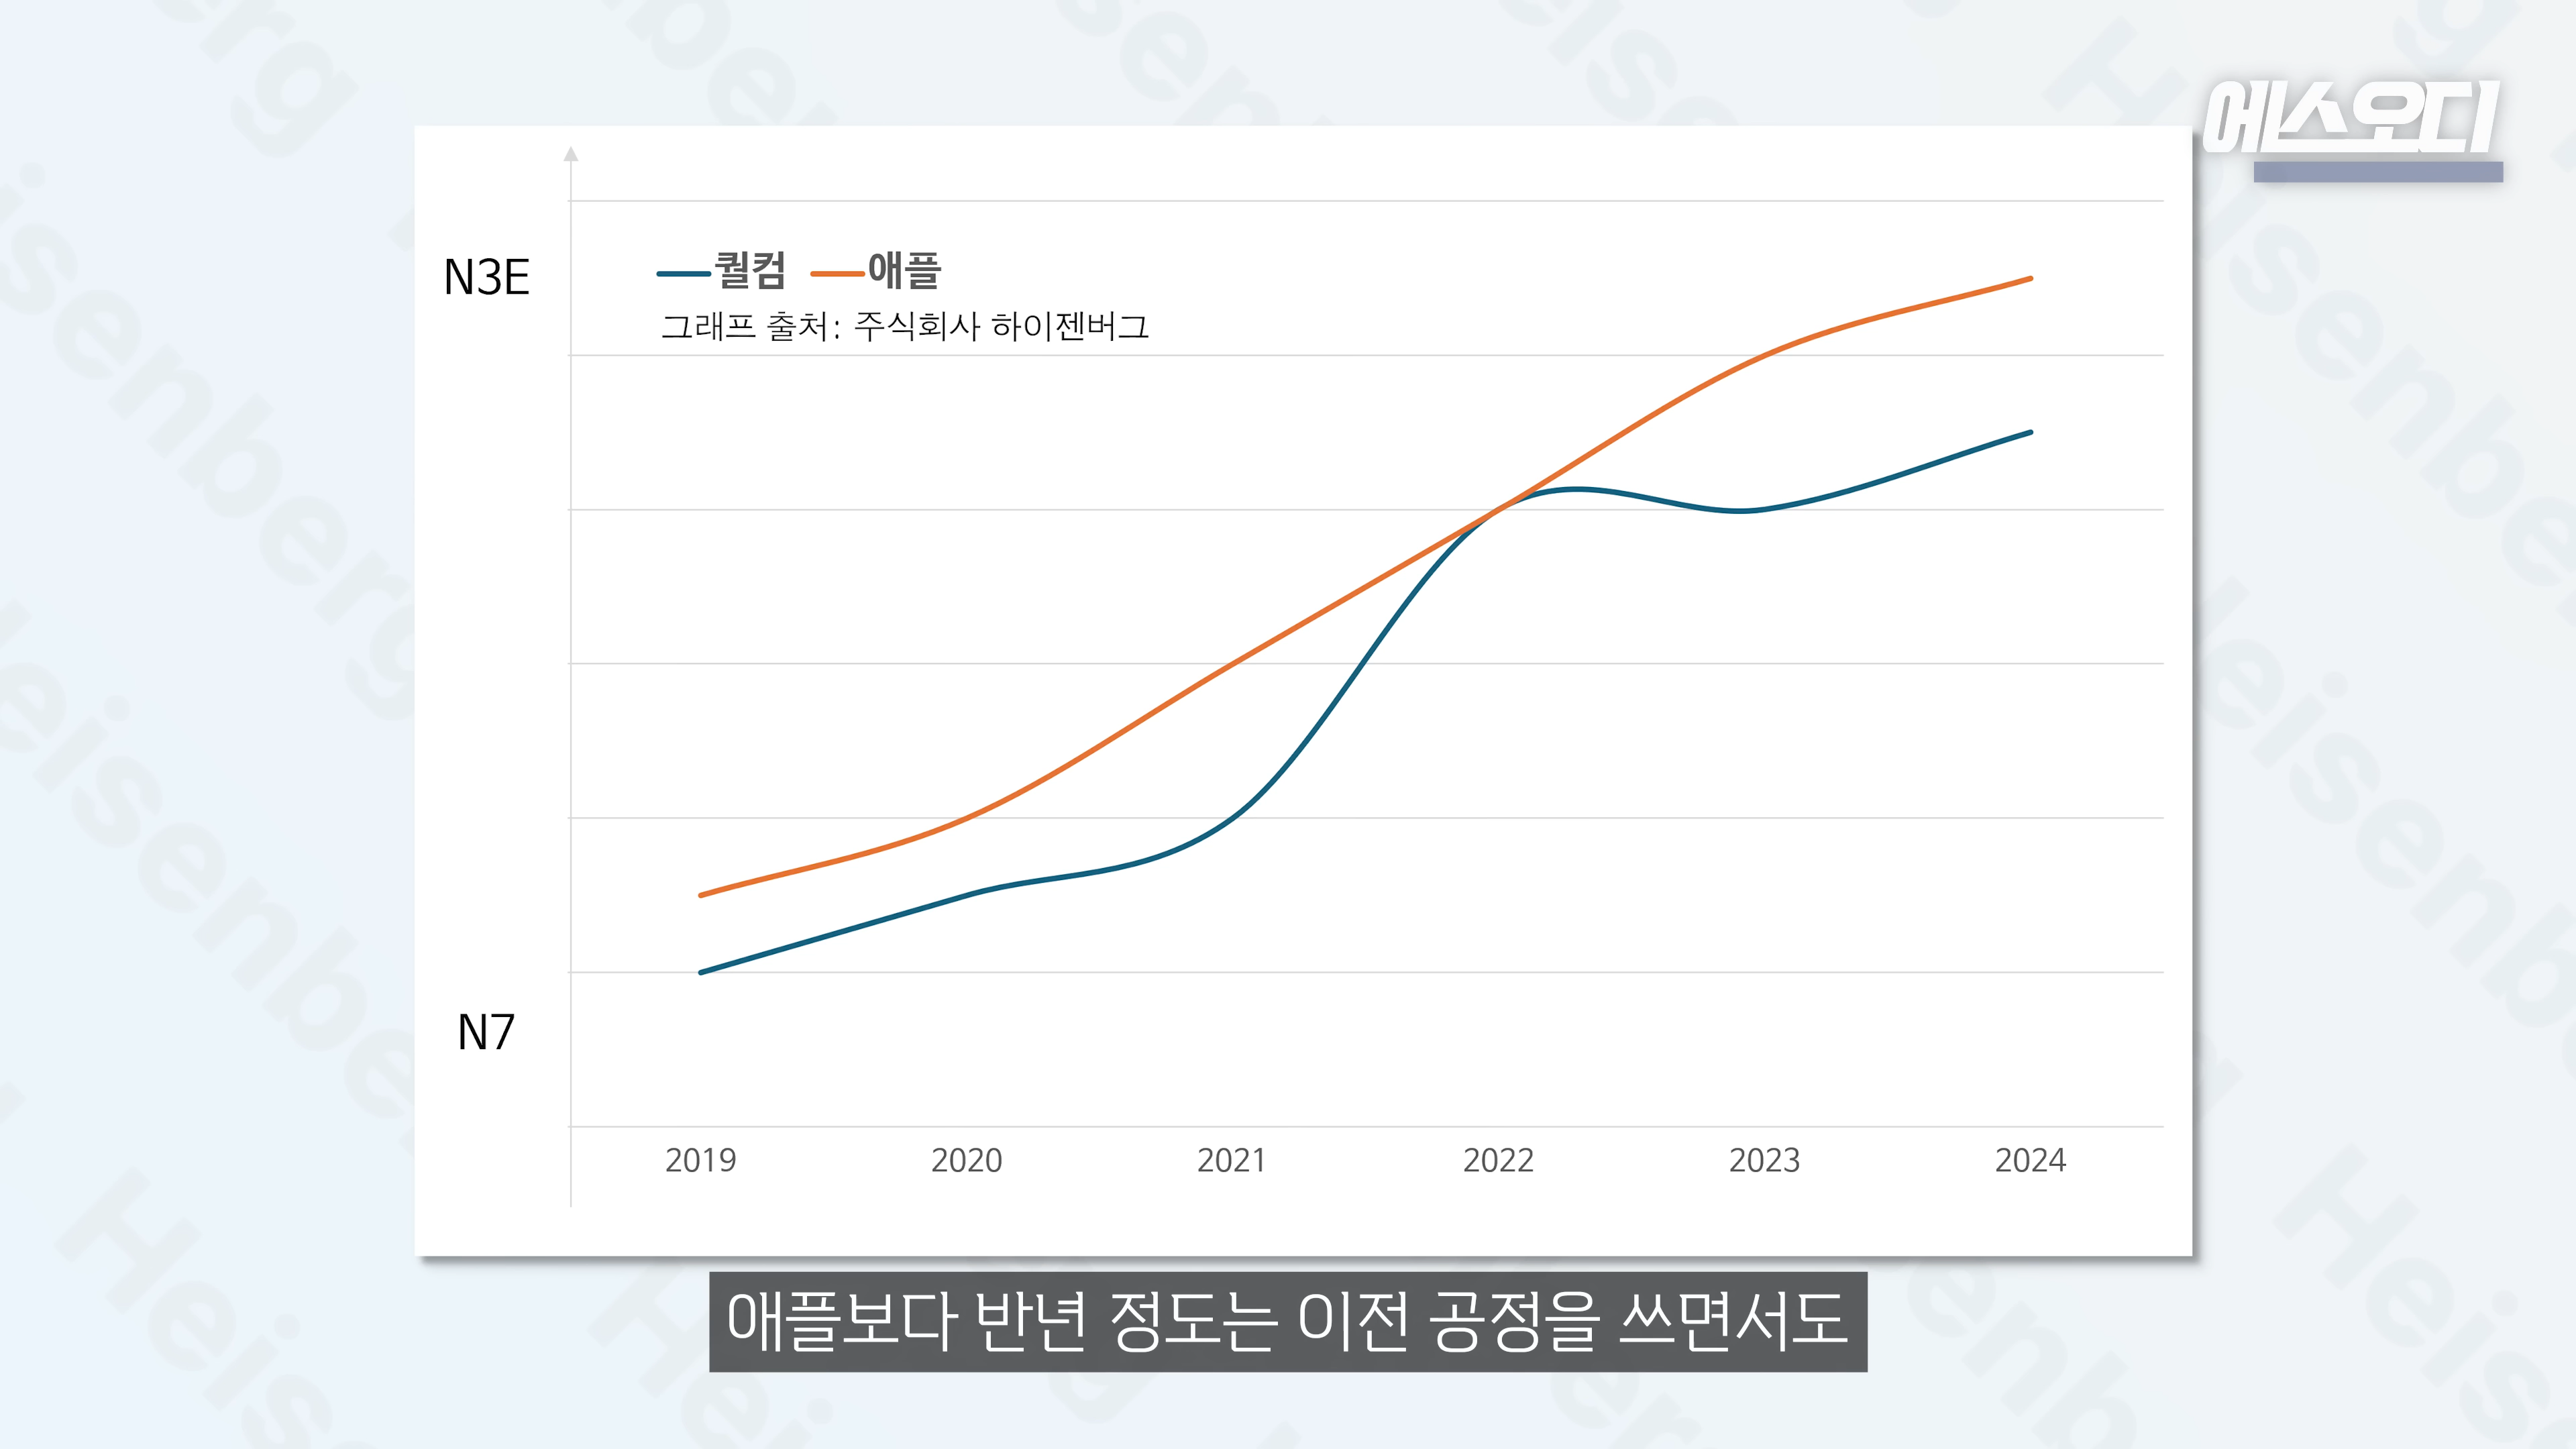 에스오디
N3E
퀄컴 애플
그래프 출처: 주식회사 하이젠버그
N7
2019 2020 2021 2022 2023 2024
애플보다 반년 정도는 이전 공정을 쓰면서도
Heisenberg